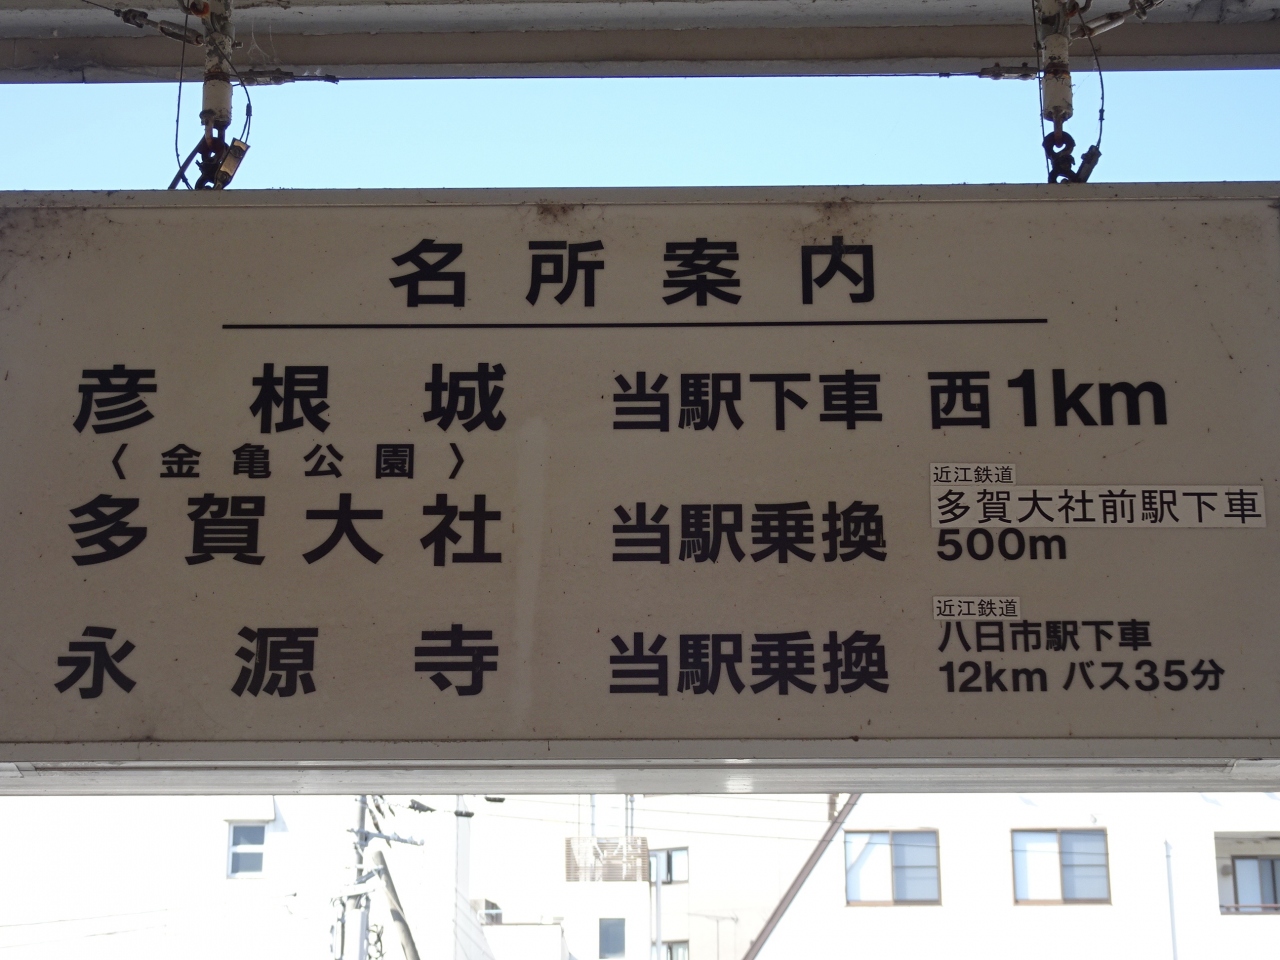 名所案内
彦根城 当駅下車 西1km
〈金亀公園〉
近江鉄道
多賀大社 当駅乗換 多賀大社前駅下車
500m
近江鉄道
永源寺 当駅乗換 八日市駅下車
12km バス35分